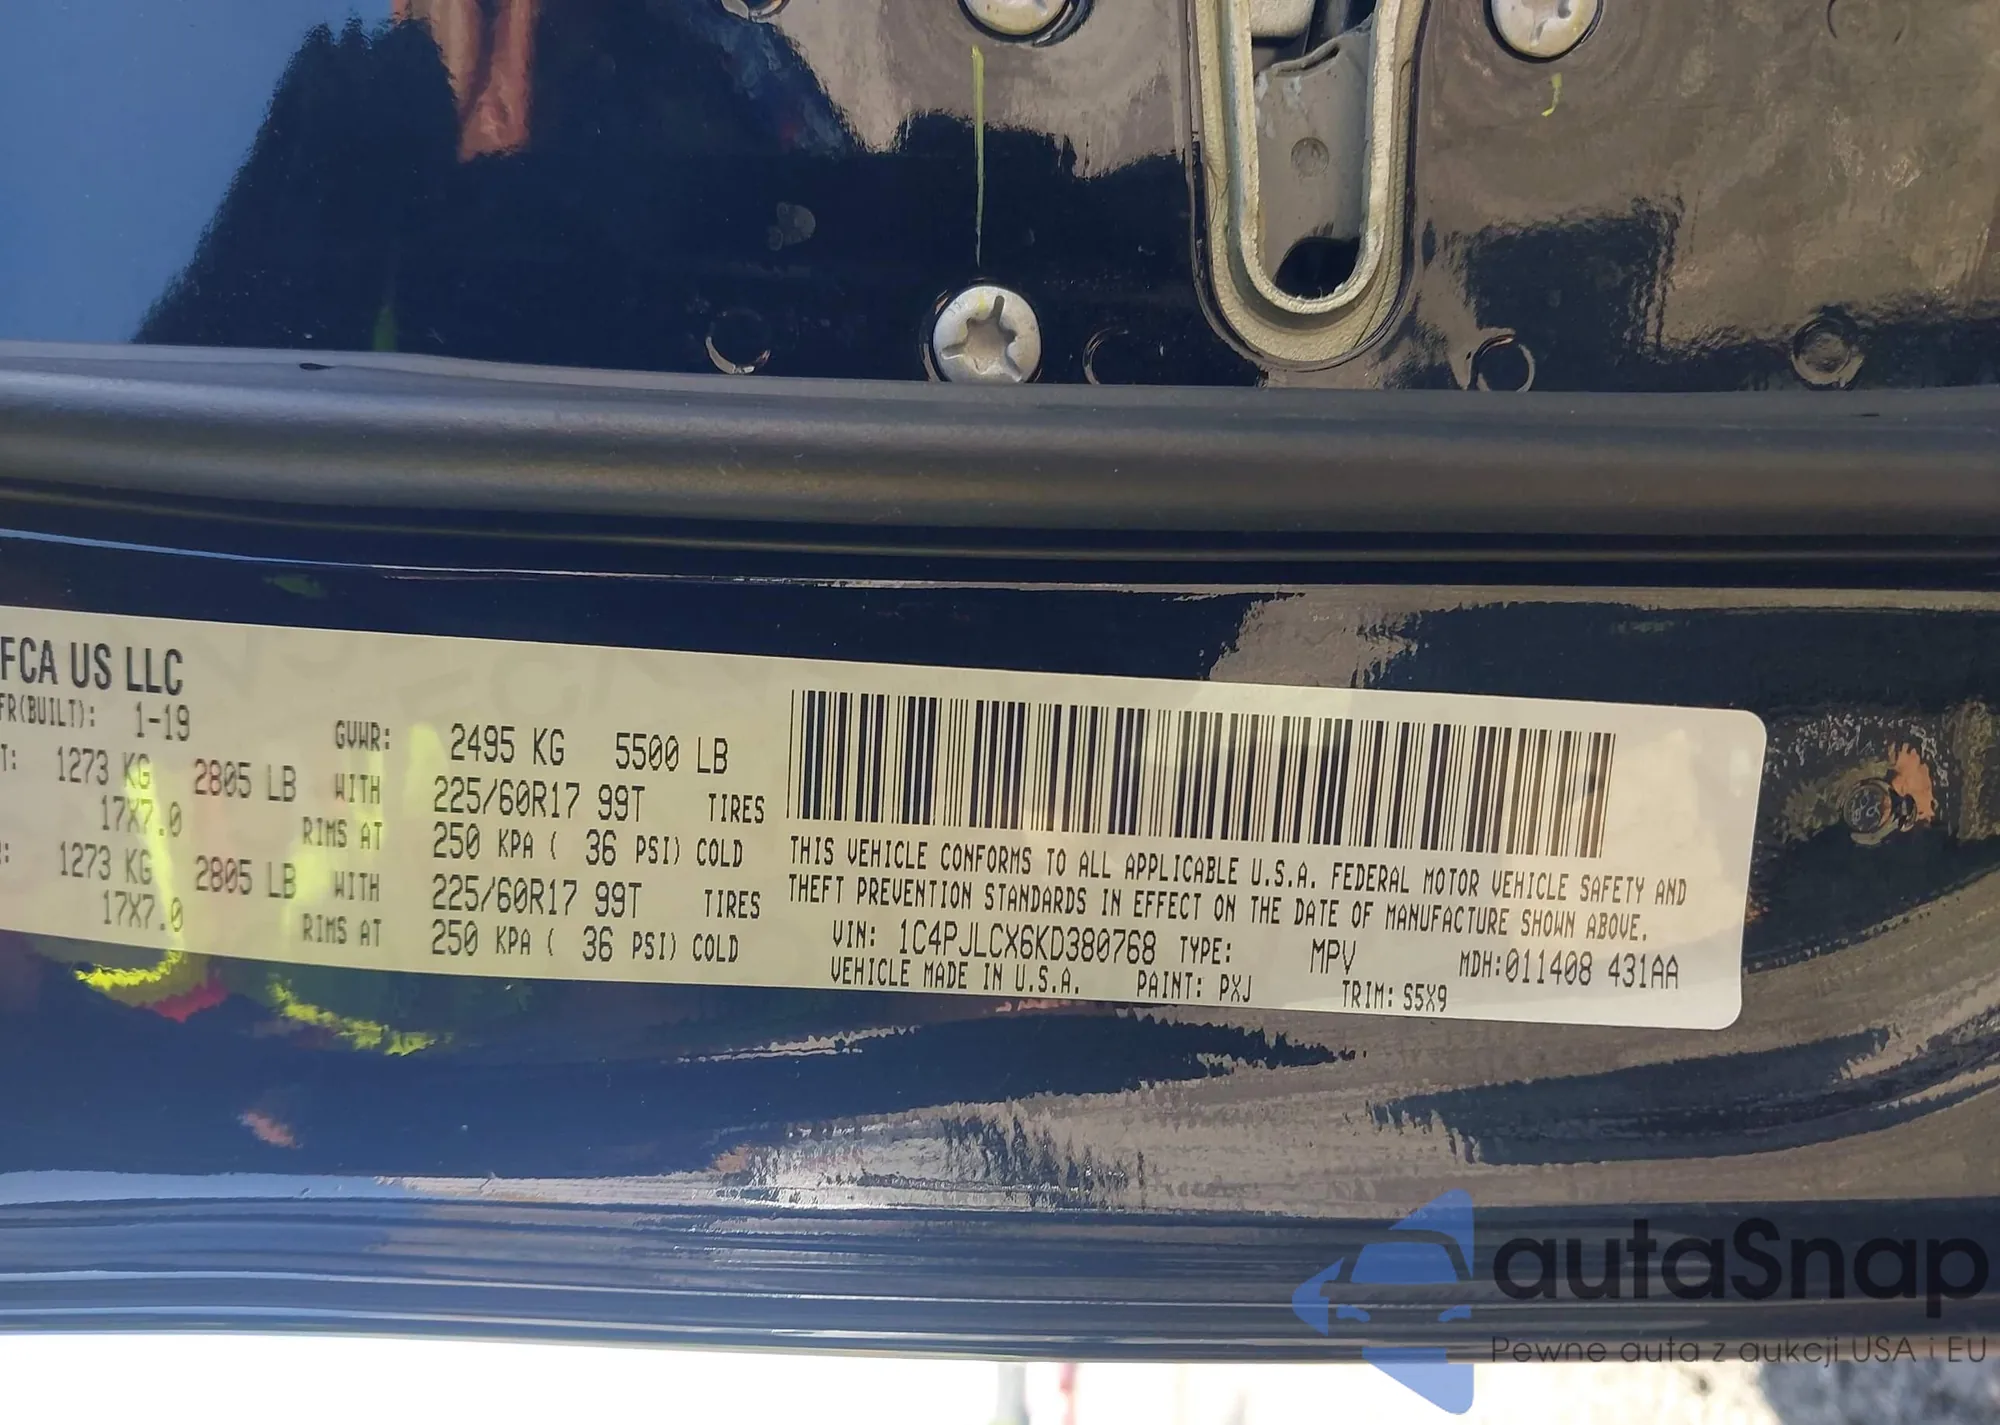 FCA US LLC
FR(BUILT): 1-19 GVWR: 2495 KG 5500 LB
T: 1273 KG 2805 LB WITH 225/60R17 99T TIRES
17X7.0 RIMS AT 250 KPA ( 36 PSI) COLD
: 1273 KG 2805 LB WITH 225/60R17 99T TIRES
17X7.0 RIMS AT 250 KPA ( 36 PSI) COLD
THIS VEHICLE CONFORMS TO ALL APPLICABLE U.S.A. FEDERAL MOTOR VEHICLE SAFETY AND
THEFT PREVENTION STANDARDS IN EFFECT ON THE DATE OF MANUFACTURE SHOWN ABOVE.
VIN: 1C4PJLCX6KD380768 TYPE: MPV MDH:011408 431AA
VEHICLE MADE IN U.S.A. PAINT: PXJ TRIM: S5X9
autaSnap
Pewne auta z aukcji USA i EU